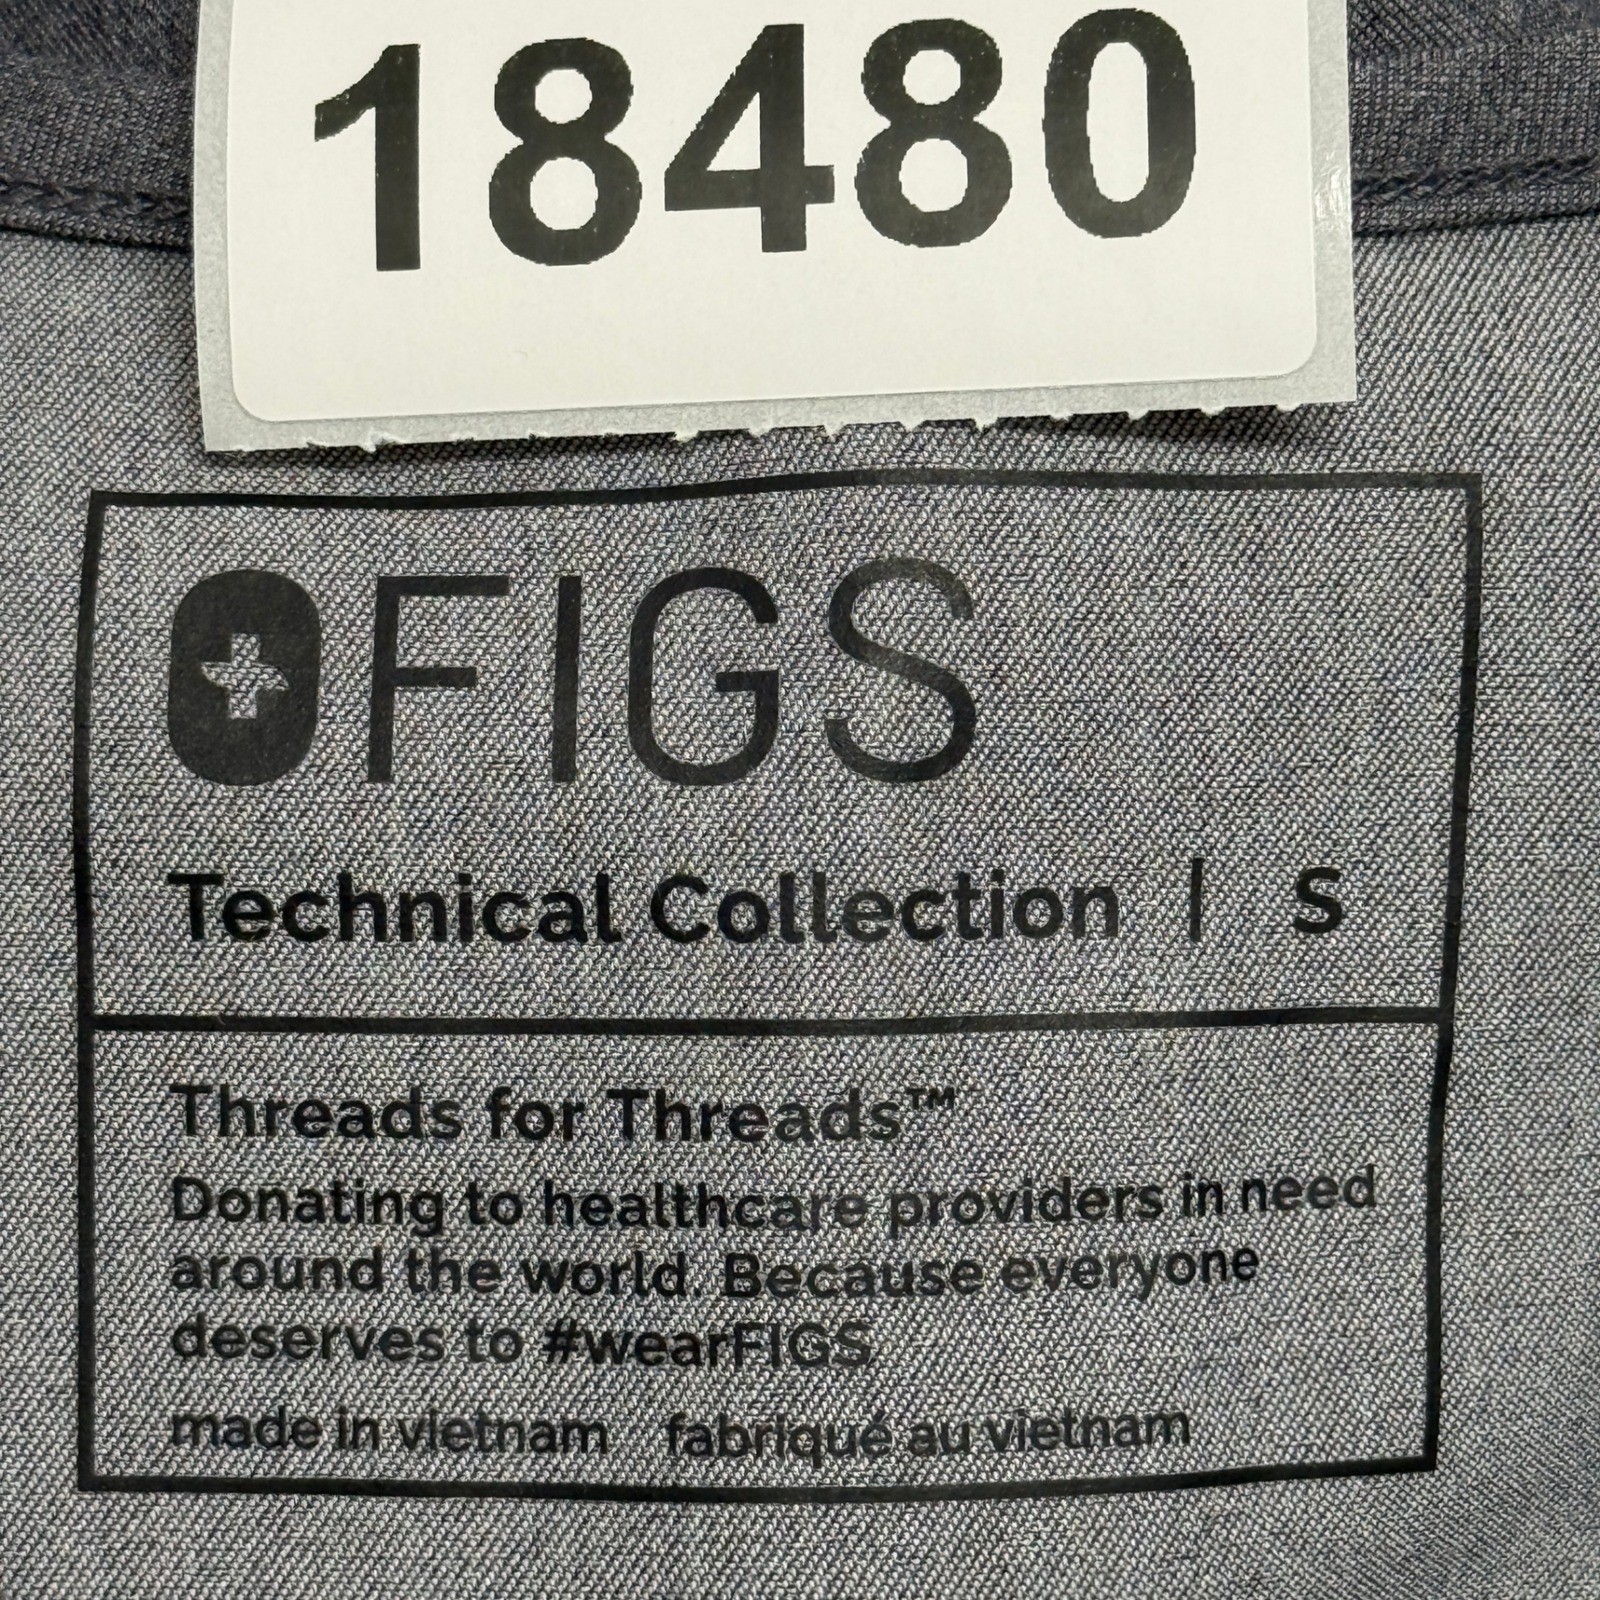 18480
FIGS
Technical Collection | S
Threads for Threads™
Donating to healthcare providers in need
around the world. Because everyone
deserves to #wearFIGS
made in vietnam fabriqué au vietnam